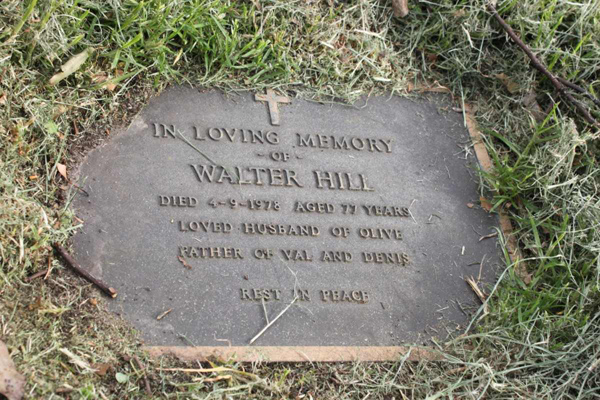 IN LOVING MEMORY
- OF -
WALTER HILL
DIED 4-9-1978 AGED 77 YEARS
LOVED HUSBAND OF OLIVE
FATHER OF VAL AND DENIS
REST IN PEACE